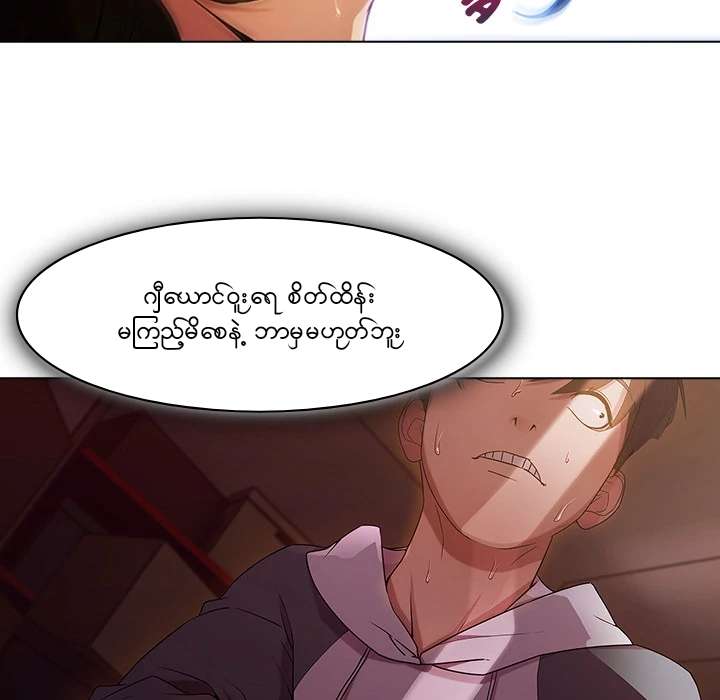 ဂျီယောင်ဝူးရေ စိတ်ထိန်း
မကြည့်မိစေနဲ့ ဘာမှမဟုတ်ဘူး